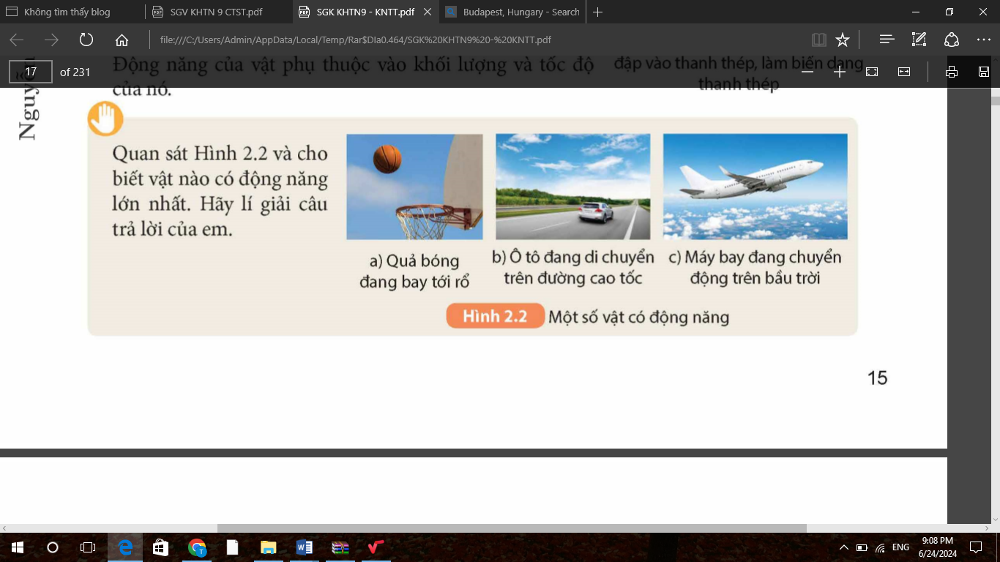 Không tìm thấy blog
SGV KHTN 9 CTST.pdf
SGK KHTN9 - KNTT.pdf
Budapest, Hungary - Search
file:///C:/Users/Admin/AppData/Local/Temp/Rar$DIa0.464/SGK%20KHTN9%20-%20KNTT.pdf
17 of 231
Động năng của vật phụ thuộc vào khối lượng và tốc độ
của nó.
đập vào thanh thép, làm biến dạng
thanh thép
Quan sát Hình 2.2 và cho
biết vật nào có động năng
lớn nhất. Hãy lí giải câu
trả lời của em.
a) Quả bóng
đang bay tới rổ
b) Ô tô đang di chuyển
trên đường cao tốc
c) Máy bay đang chuyển
động trên bầu trời
Hình 2.2 Một số vật có động năng
15
ENG
9:08 PM
6/24/2024